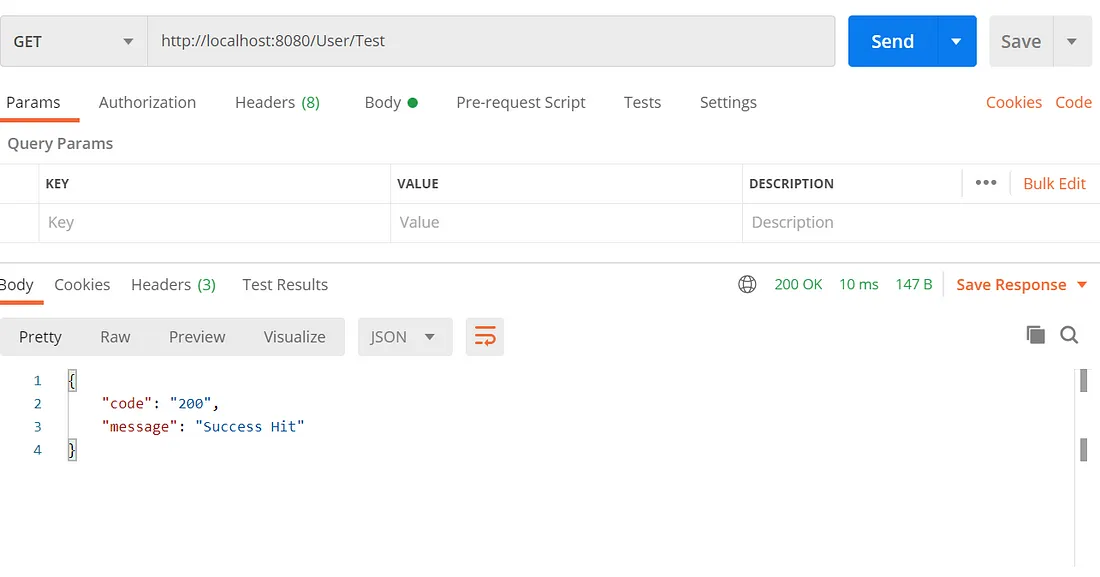 GET http://localhost:8080/User/Test Send Save
Params Authorization Headers (8) Body Pre-request Script Tests Settings Cookies Code
Query Params
KEY VALUE DESCRIPTION ••• Bulk Edit
Key Value Description
Body Cookies Headers (3) Test Results 200 OK 10 ms 147 B Save Response
Pretty Raw Preview Visualize JSON
1 {
2 "code": "200",
3 "message": "Success Hit"
4 }